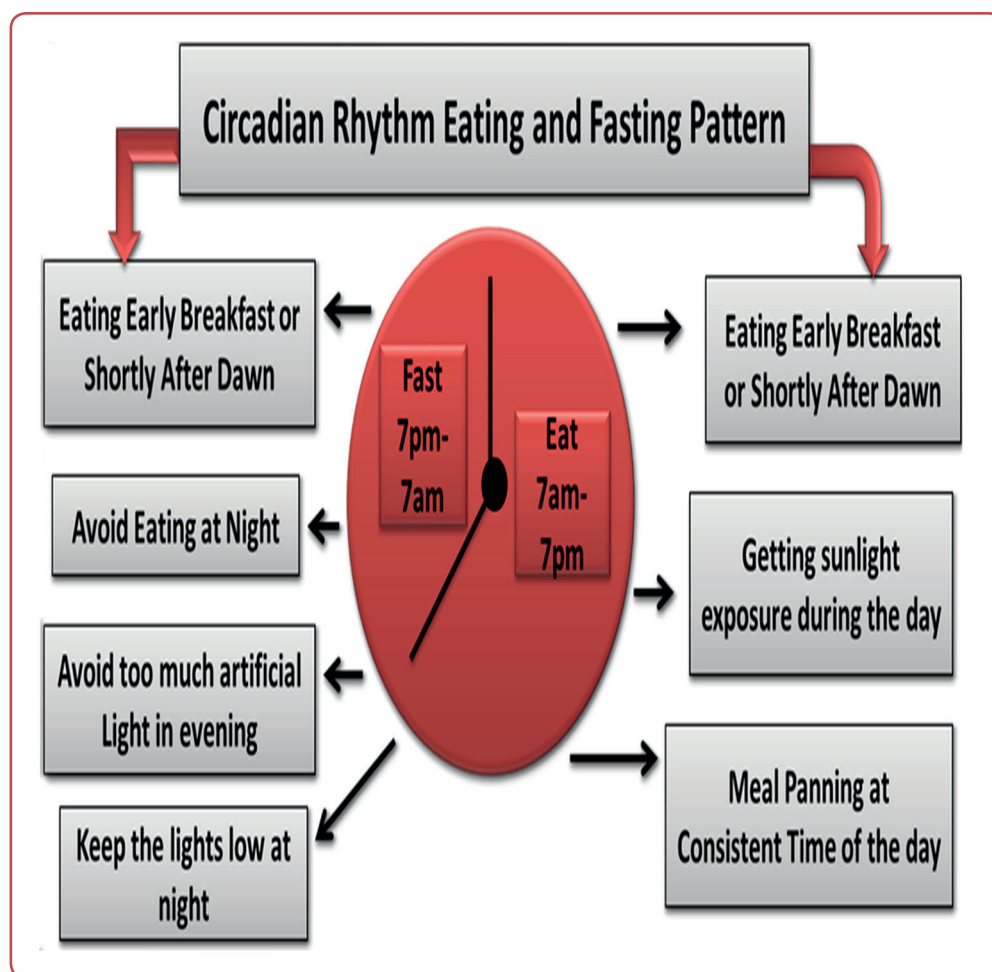 Circadian Rhythm Eating and Fasting Pattern
Eating Early Breakfast or
Shortly After Dawn
Avoid Eating at Night
Avoid too much artificial
Light in evening
Keep the lights low at
night
Fast
7pm-
7am
Eat
7am-
7pm
Eating Early Breakfast
or Shortly After Dawn
Getting sunlight
exposure during the day
Meal Panning at
Consistent Time of the day